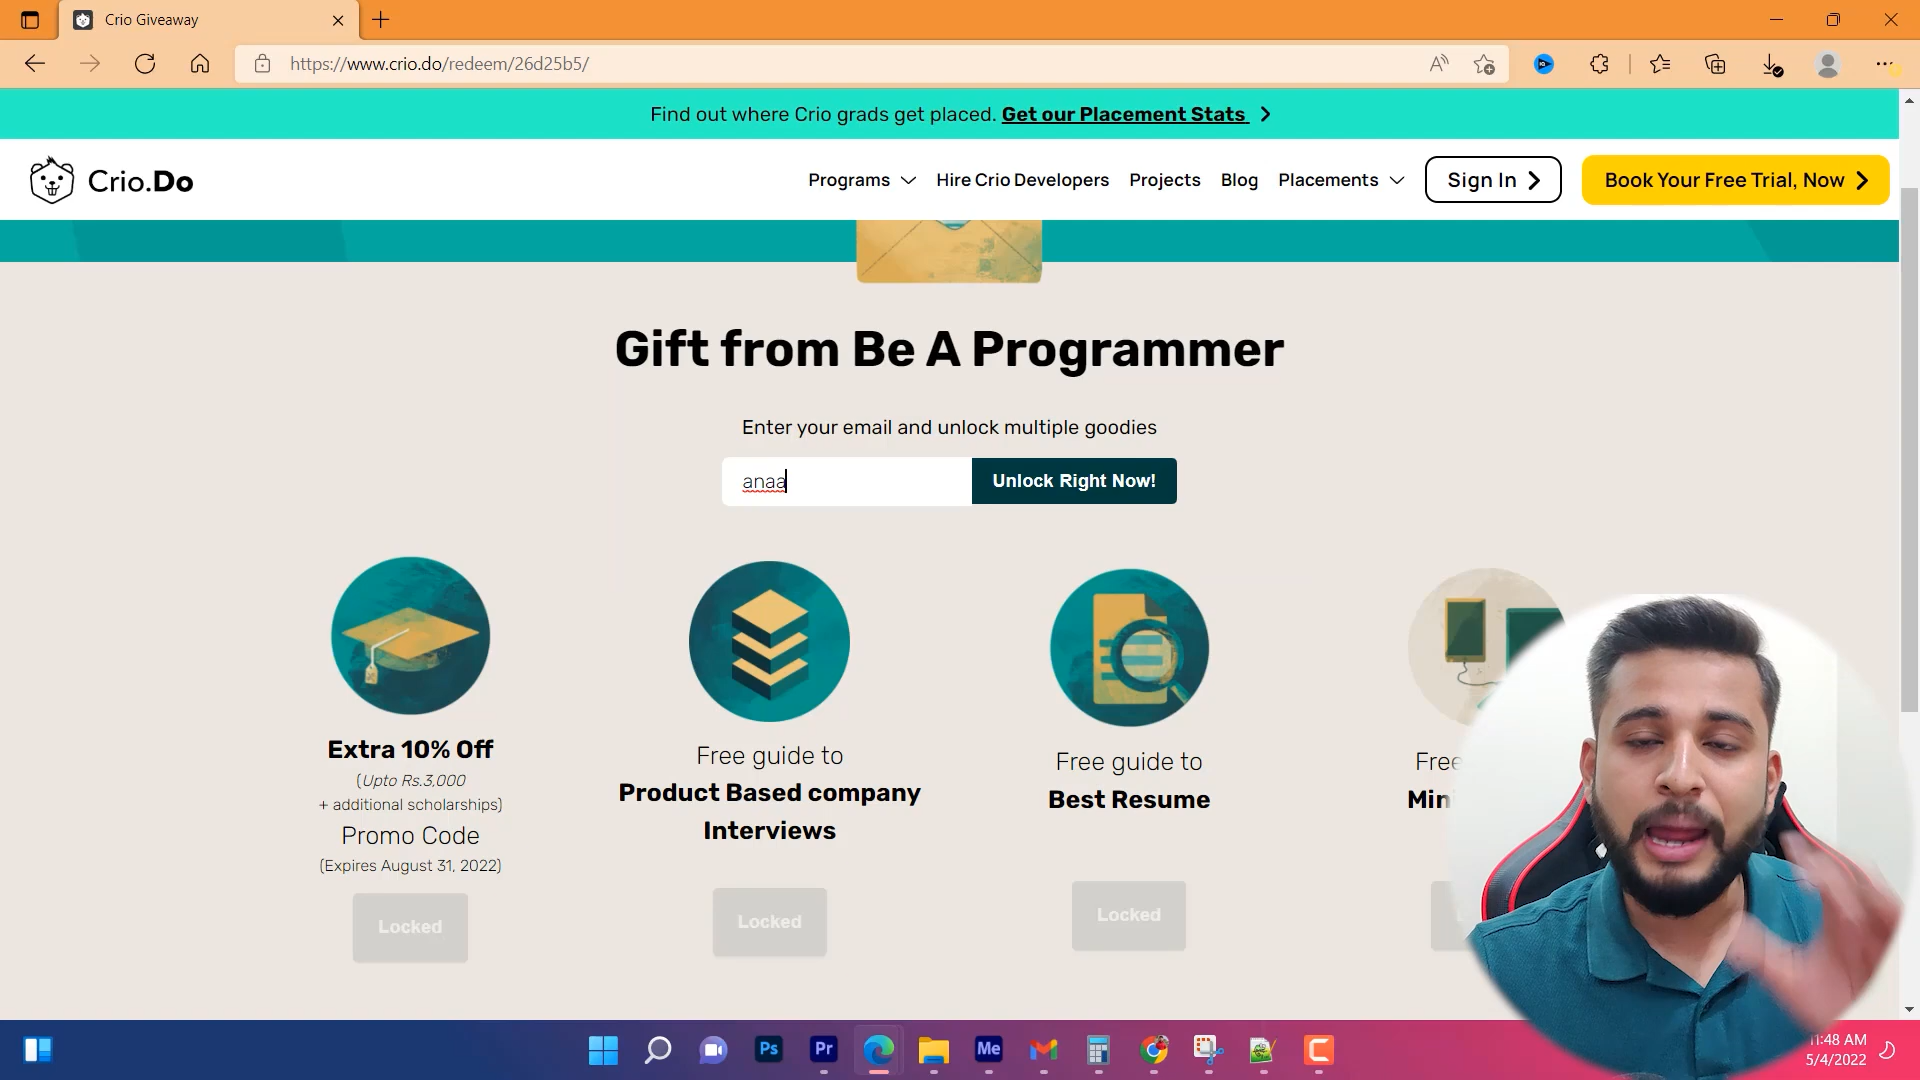 Crio Giveaway
https://www.crio.do/redeem/26d25b5/
Find out where Crio grads get placed. Get our Placement Stats
Crio.Do
Programs
Hire Crio Developers
Projects
Blog
Placements
Sign In
Book Your Free Trial, Now
Gift from Be A Programmer
Enter your email and unlock multiple goodies
anaa
Unlock Right Now!
Extra 10% Off
(Upto Rs.3,000
+ additional scholarships)
Promo Code
(Expires August 31, 2022)
Locked
Free guide to
Product Based company
Interviews
Locked
Free guide to
Best Resume
Locked
Free
Ps
Pr
Me
11:48 AM
5/4/2022